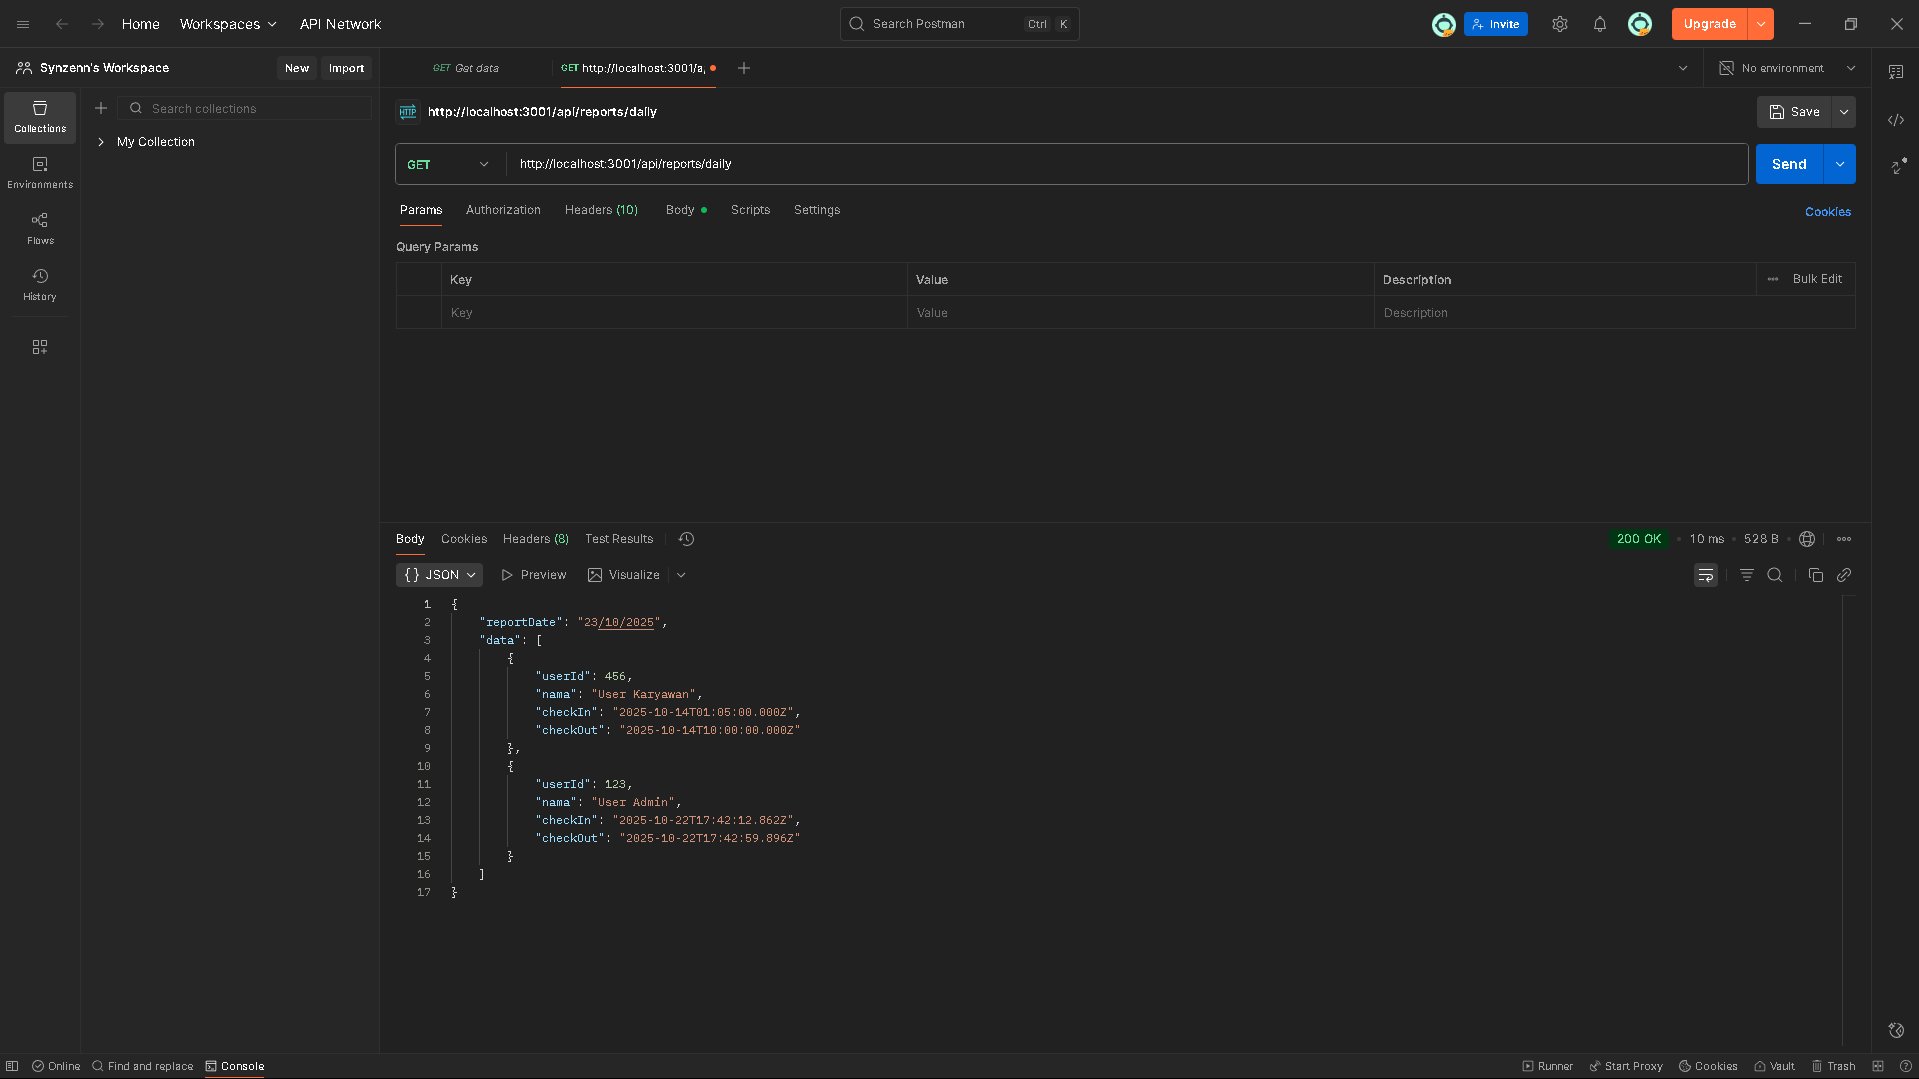 Home Workspaces API Network Search Postman Ctrl K Invite Upgrade
Synzenn's Workspace New Import GET Get data GET http://localhost:3001/a, No environment
Collections
Environments
Flows
History
Search collections
My Collection
HTTP http://localhost:3001/api/reports/daily Save
GET http://localhost:3001/api/reports/daily Send
Params Authorization Headers (10) Body Scripts Settings Cookies
Query Params
Key Value Description Bulk Edit
Key Value Description
Body Cookies Headers (8) Test Results 200 OK 10 ms 528 B
{} JSON Preview Visualize
1 {
2 "reportDate": "23/10/2025",
3 "data": [
4 {
5 "userId": 456,
6 "nama": "User Karyawan",
7 "checkIn": "2025-10-14T01:05:00.000Z",
8 "checkOut": "2025-10-14T10:00:00.000Z"
9 },
10 {
11 "userId": 123,
12 "nama": "User Admin",
13 "checkIn": "2025-10-22T17:42:12.862Z",
14 "checkOut": "2025-10-22T17:42:59.896Z"
15 }
16 ]
17 }
Online Find and replace Console Runner Start Proxy Cookies Vault Trash